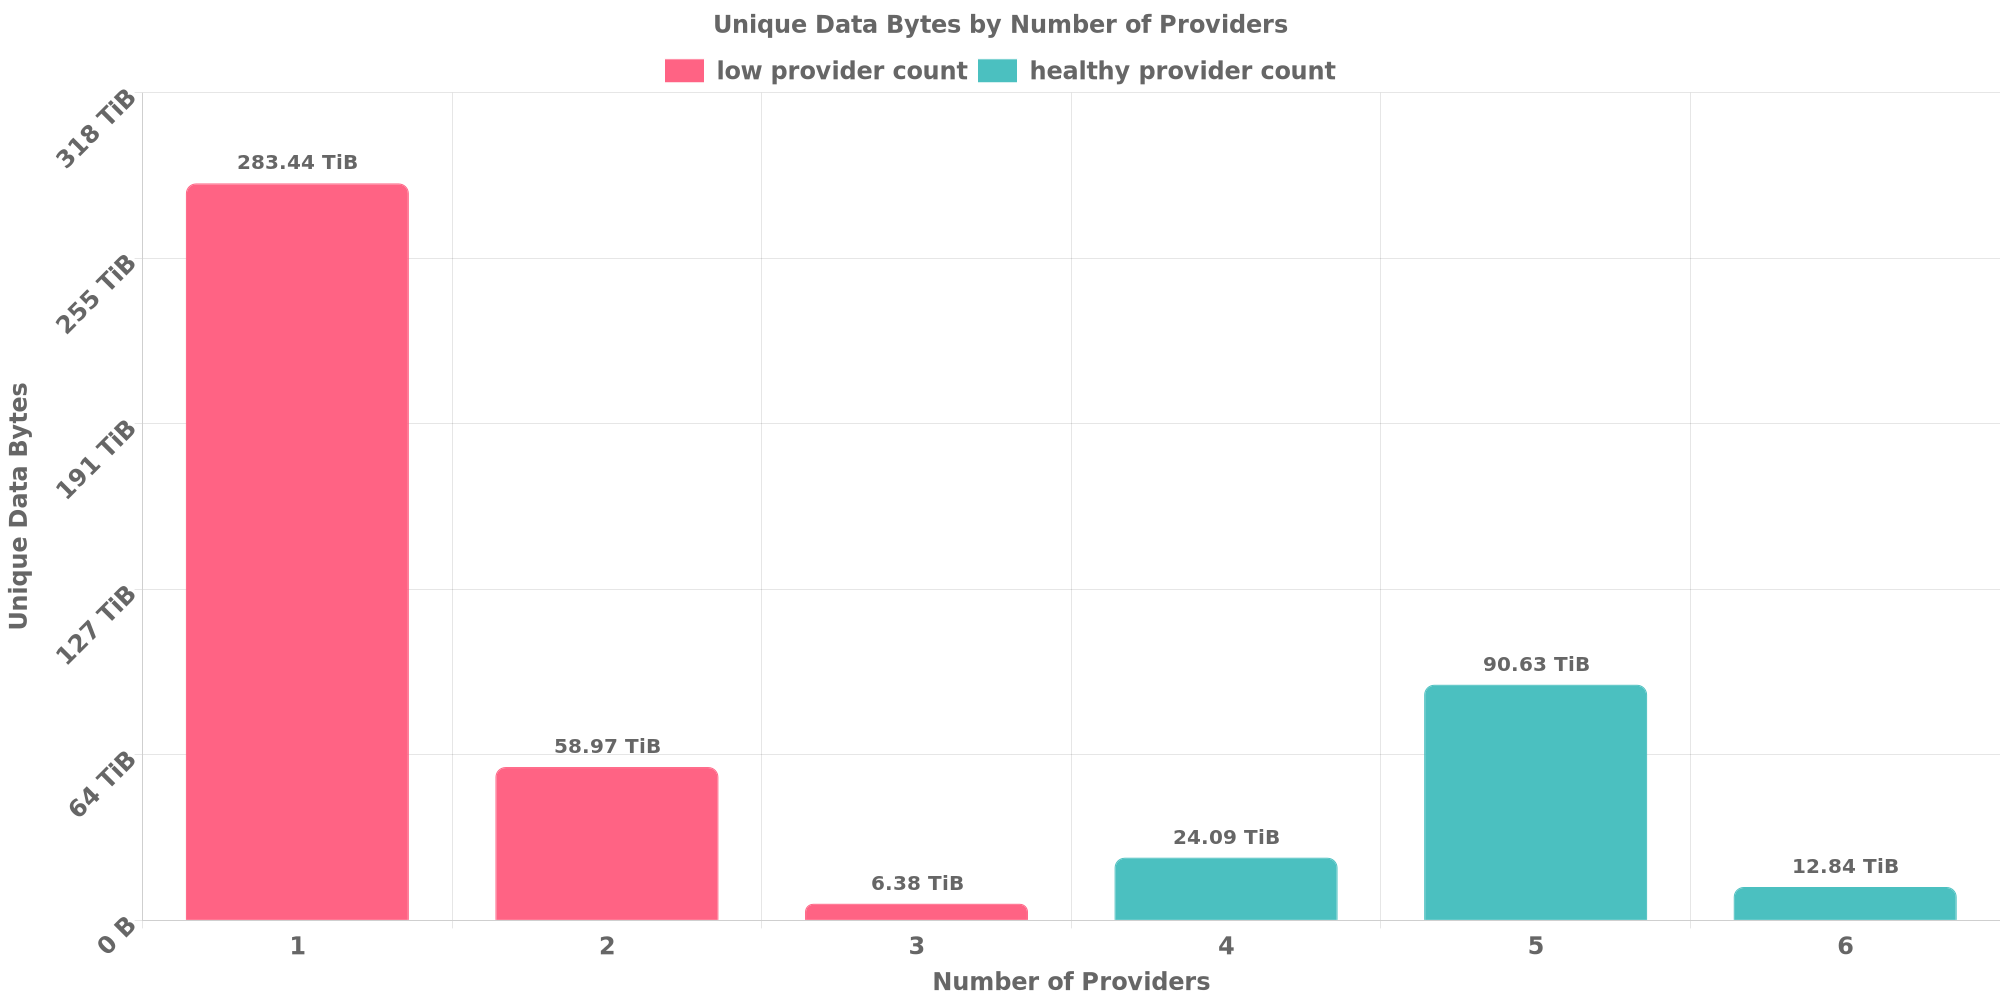 Unique Data Bytes by Number of Providers
low provider count healthy provider count
318 TiB
255 TiB
191 TiB
127 TiB
64 TiB
0 B
Unique Data Bytes
283.44 TiB
58.97 TiB
6.38 TiB
24.09 TiB
90.63 TiB
12.84 TiB
1 2 3 4 5 6
Number of Providers